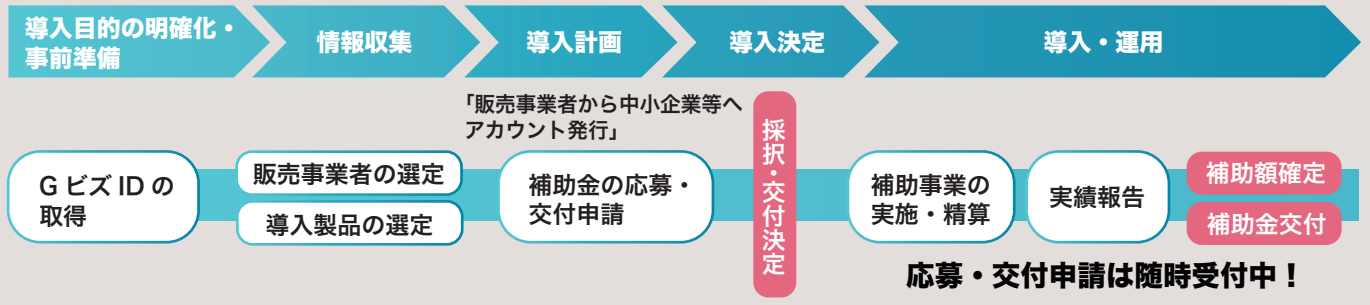 導入目的の明確化・
事前準備
情報収集
導入計画
導入決定
導入・運用
「販売事業者から中小企業等へ
アカウント発行」
GビズIDの
取得
販売事業者の選定
導入製品の選定
補助金の応募・
交付申請
採択・交付決定
補助事業の
実施・精算
実績報告
補助額確定
補助金交付
応募・交付申請は随時受付中！